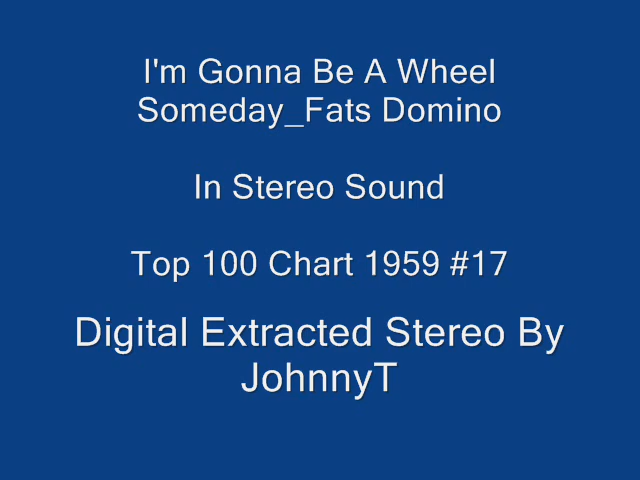 I'm Gonna Be A Wheel
Someday_Fats Domino
In Stereo Sound
Top 100 Chart 1959 #17
Digital Extracted Stereo By
JohnnyT